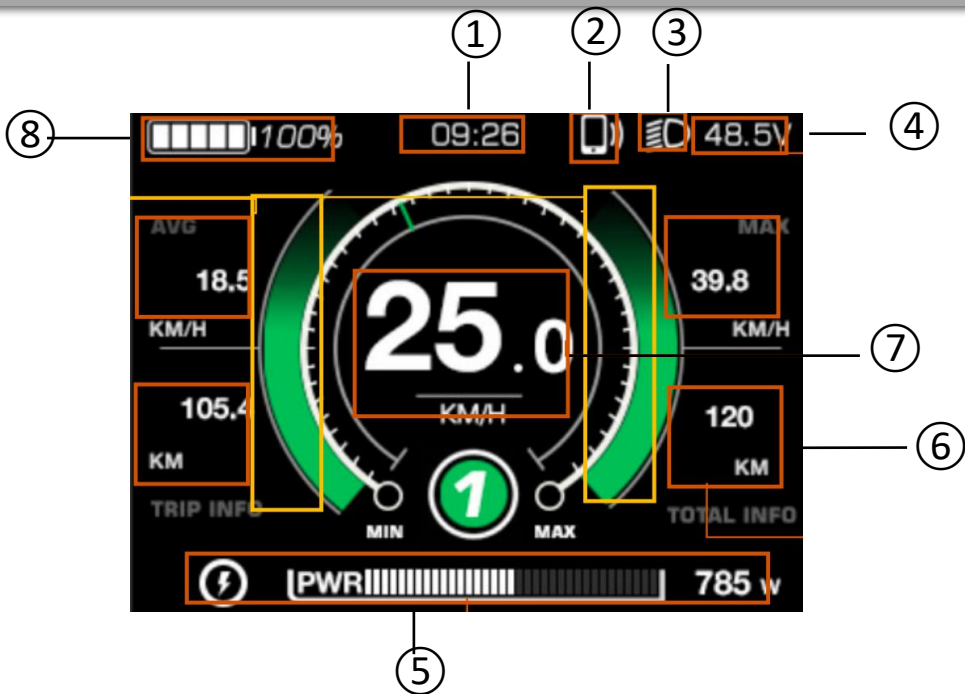 ① ② ③
⑧ 100% 09:26 48.5V ④
AVG MAX
18.5 39.8
25.0 ⑦
KM/H KM/H
105.4 KM/H 120
KM KM ⑥
1
TRIP INFO TOTAL INFO
MIN MAX
PWR 785 W
⑤